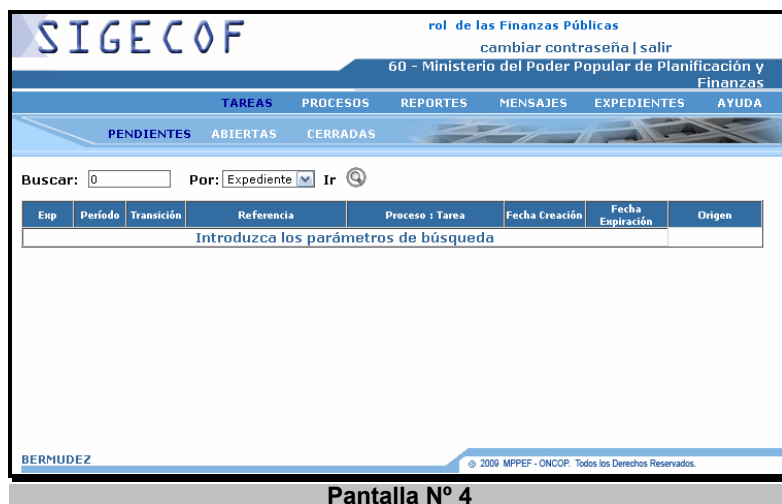 SIGECOF
rol de las Finanzas Públicas
cambiar contraseña | salir
60 - Ministerio del Poder Popular de Planificación y
Finanzas
TAREAS PROCESOS REPORTES MENSAJES EXPEDIENTES AYUDA
PENDIENTES ABIERTAS CERRADAS
Buscar: 0 Por: Expediente Ir
Exp Período Transición Referencia Proceso : Tarea Fecha Creación Fecha Expiración Origen
Introduzca los parámetros de búsqueda
BERMUDEZ
© 2009 MPPEF - ONCOP. Todos los Derechos Reservados.
Pantalla Nº 4